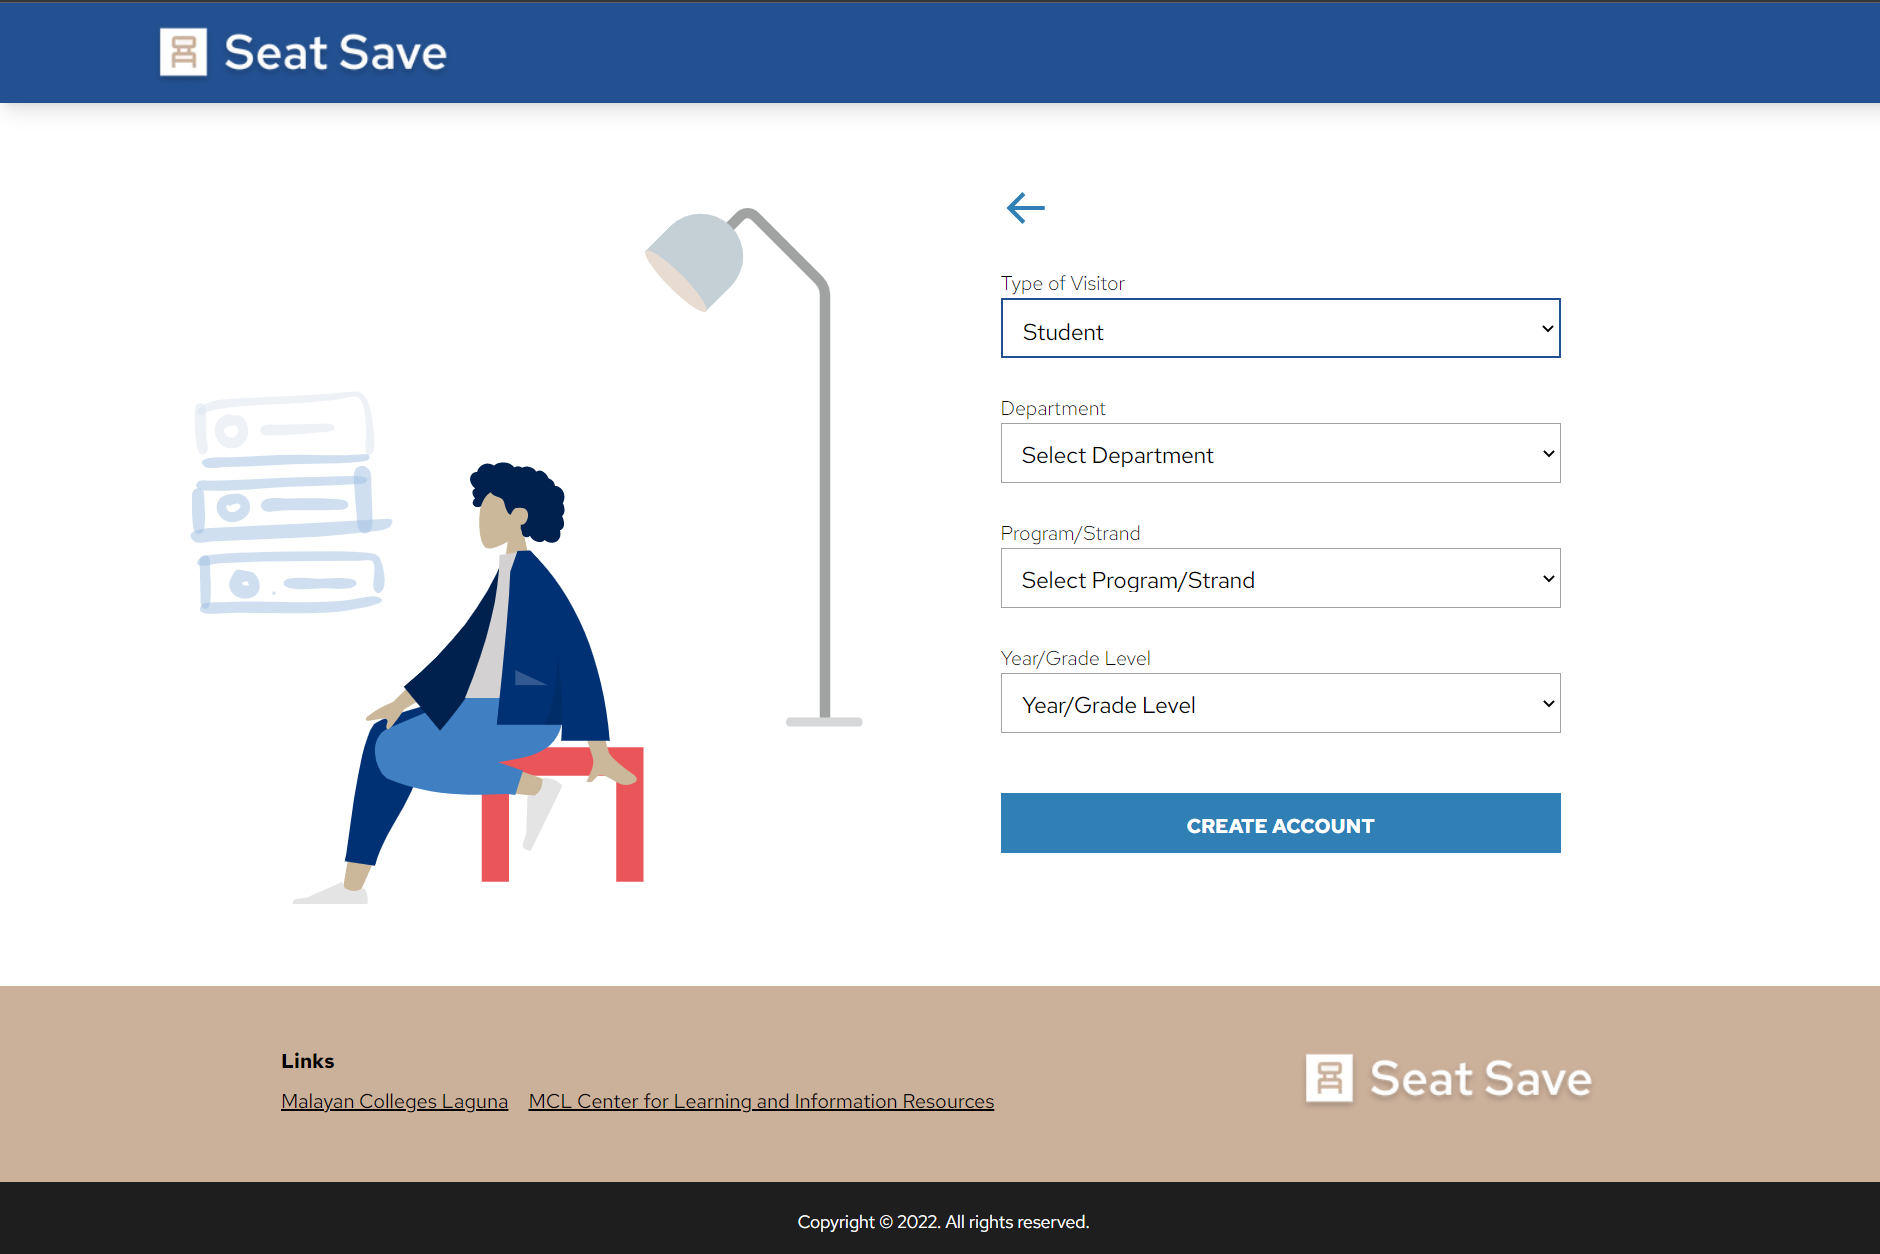 Seat Save
Type of Visitor
Student
Department
Select Department
Program/Strand
Select Program/Strand
Year/Grade Level
Year/Grade Level
CREATE ACCOUNT
Links
Malayan Colleges Laguna MCL Center for Learning and Information Resources
Seat Save
Copyright © 2022. All rights reserved.